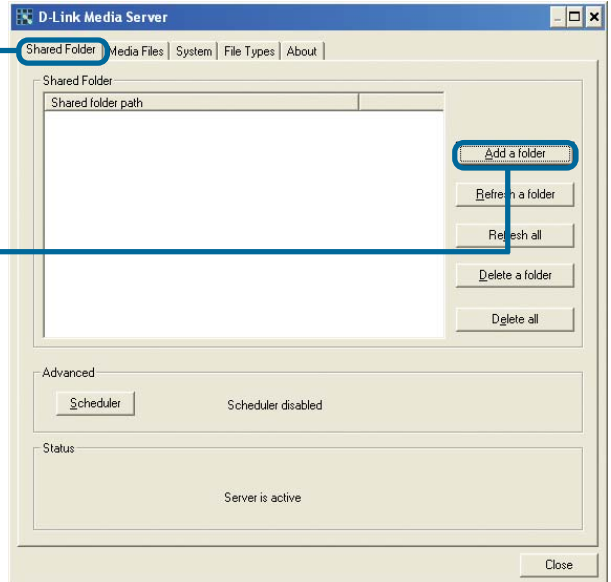 D-Link Media Server
Shared Folder Media Files System File Types About
Shared Folder
Shared folder path
Add a folder
Refresh a folder
Refresh all
Delete a folder
Delete all
Advanced
Scheduler Scheduler disabled
Status
Server is active
Close